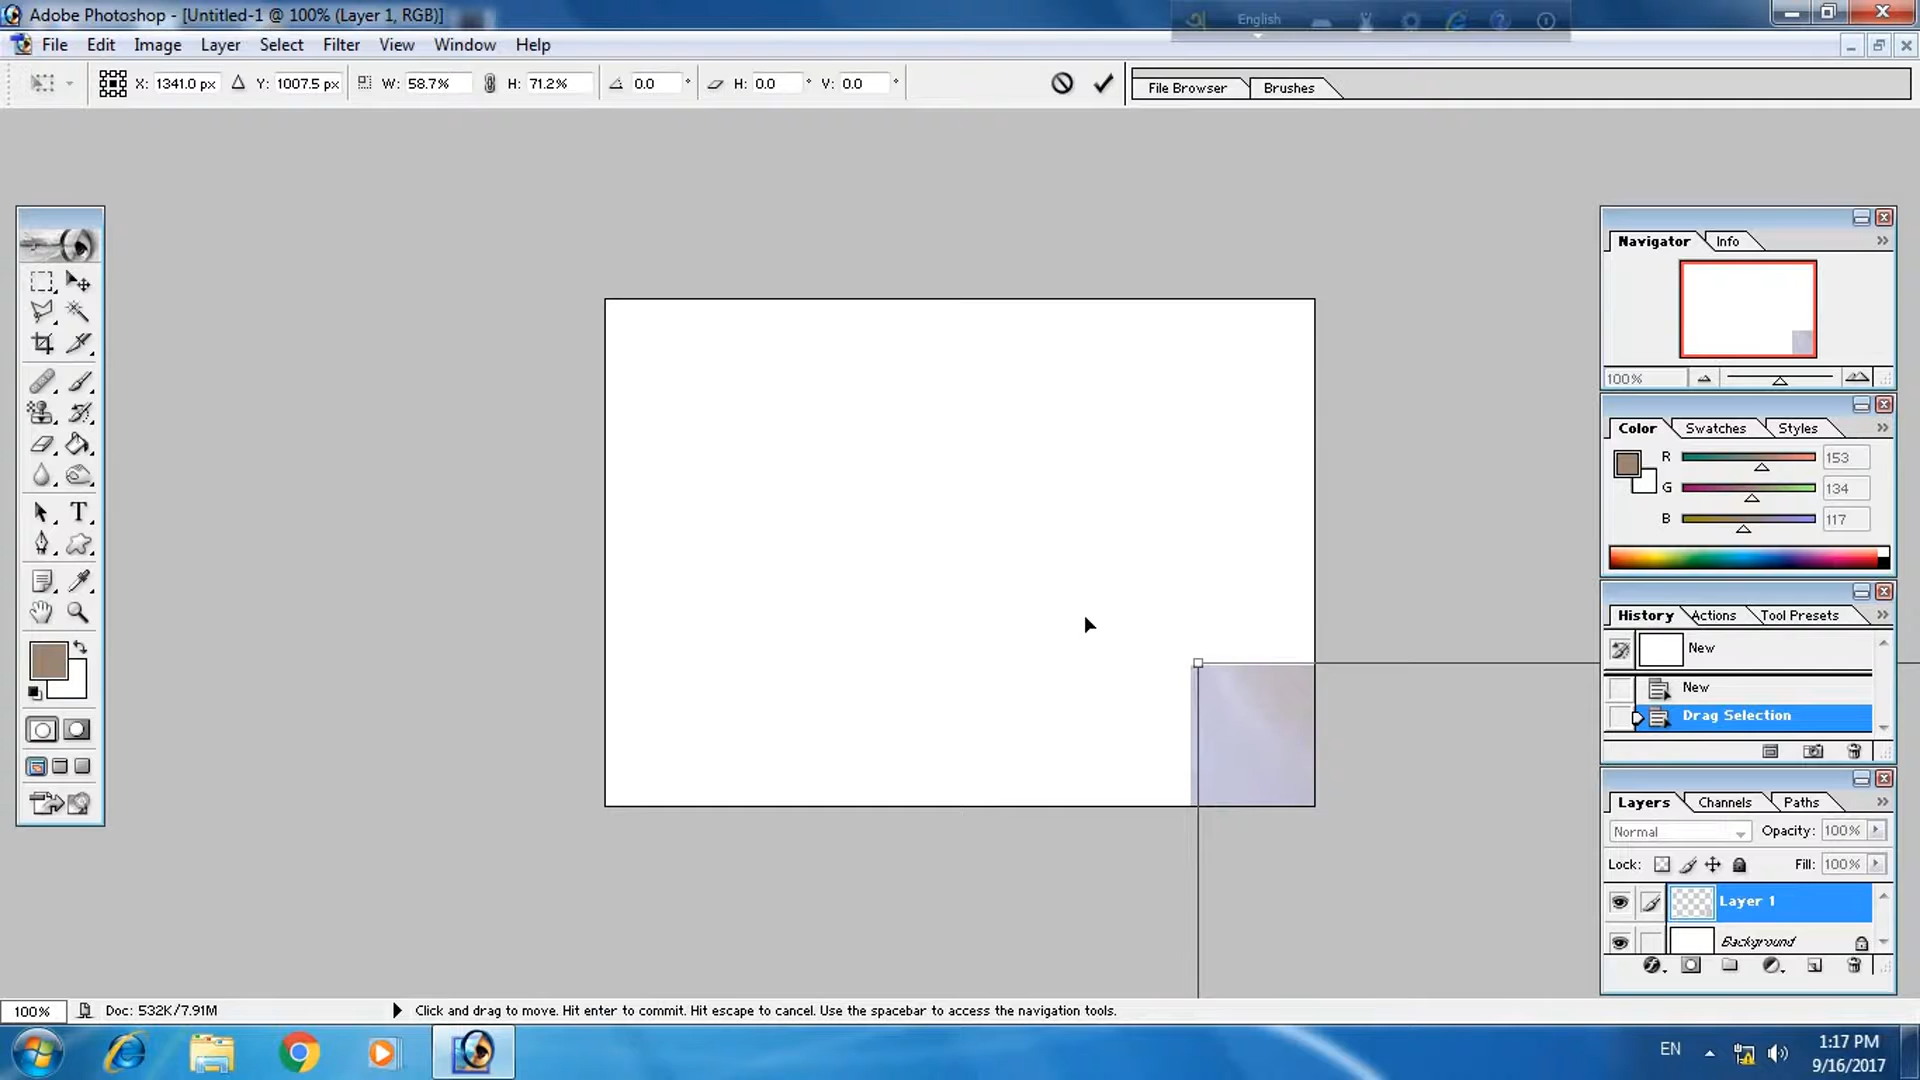 Adobe Photoshop - [Untitled-1 @ 100% (Layer 1, RGB)]
English
File Edit Image Layer Select Filter View Window Help
X: 1341.0 px Y: 1007.5 px W: 58.7% H: 71.2% 0.0 ° H: 0.0 ° V: 0.0 °
File Browser Brushes
Navigator Info
100%
Color Swatches Styles
R 153
G 134
B 117
History Actions Tool Presets
New
New
Drag Selection
Layers Channels Paths
Normal Opacity: 100%
Lock: Fill: 100%
Layer 1
Background
100% Doc: 532K/7.91M Click and drag to move. Hit enter to commit. Hit escape to cancel. Use the spacebar to access the navigation tools.
EN
1:17 PM
9/16/2017